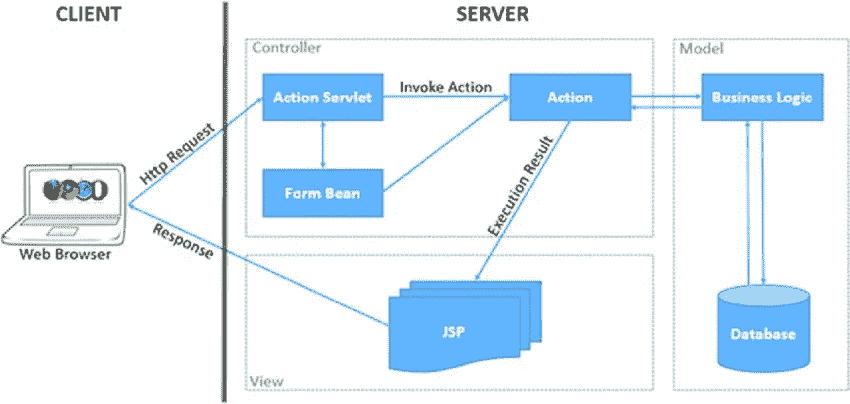 CLIENT
SERVER
Controller
Model
Action Servlet
Invoke Action
Action
Business Logic
Http Request
Form Bean
Execution Result
Web Browser
Response
JSP
Database
View